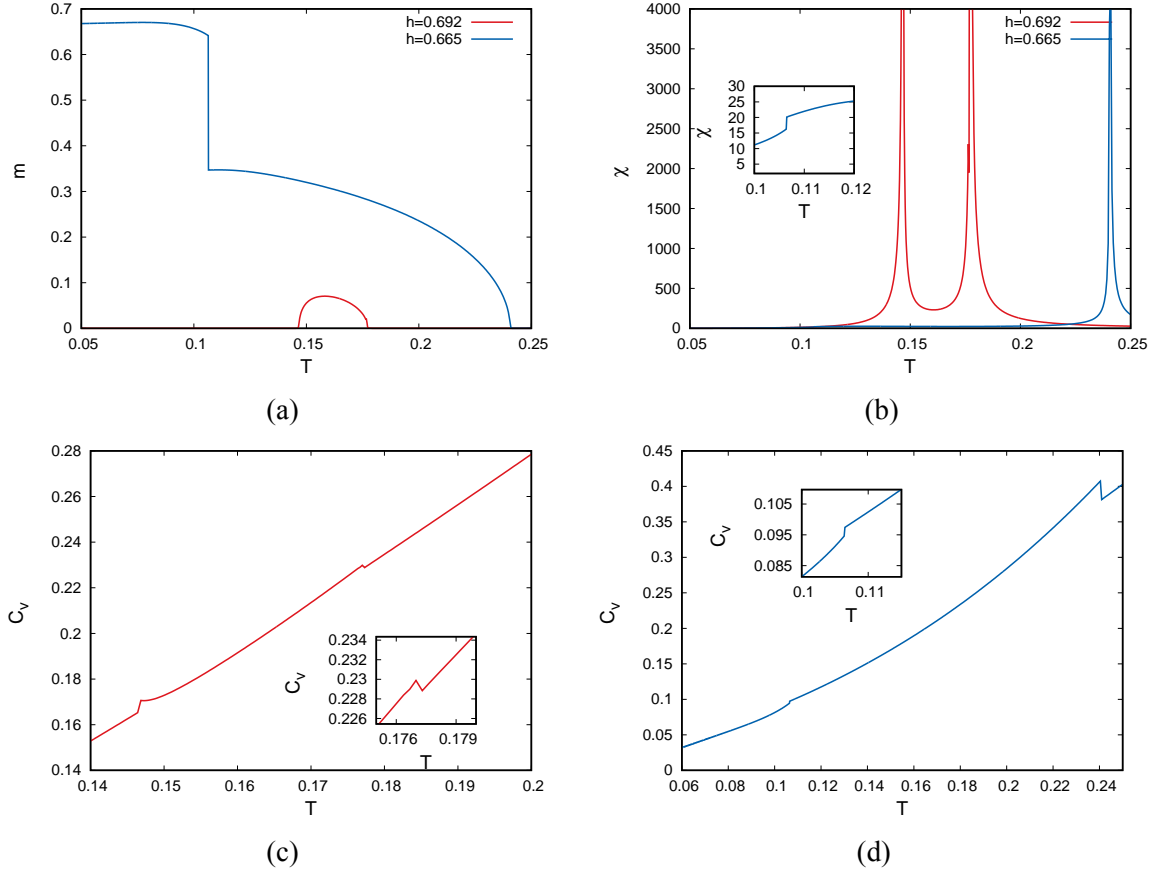 0.7
0.6
0.5
0.4
0.3
0.2
0.1
0
m
h=0.692
h=0.665
0.05 0.1 0.15 0.2 0.25
T
(a)
4000
3500
3000
2500
2000
1500
1000
500
0
χ
h=0.692
h=0.665
30
25
20
15
10
5
χ
0.1 0.11 0.12
T
0.05 0.1 0.15 0.2 0.25
T
(b)
0.28
0.26
0.24
0.22
0.2
0.18
0.16
0.14
Cv
0.234
0.233
0.230
0.228
0.226
Cv
0.176 0.179
T
0.14 0.15 0.16 0.17 0.18 0.19 0.2
T
(c)
0.45
0.4
0.35
0.3
0.25
0.2
0.15
0.1
0.05
0
Cv
0.105
0.095
0.085
Cv
0.1 0.11
T
0.06 0.08 0.1 0.12 0.14 0.16 0.18 0.2 0.22 0.24
T
(d)